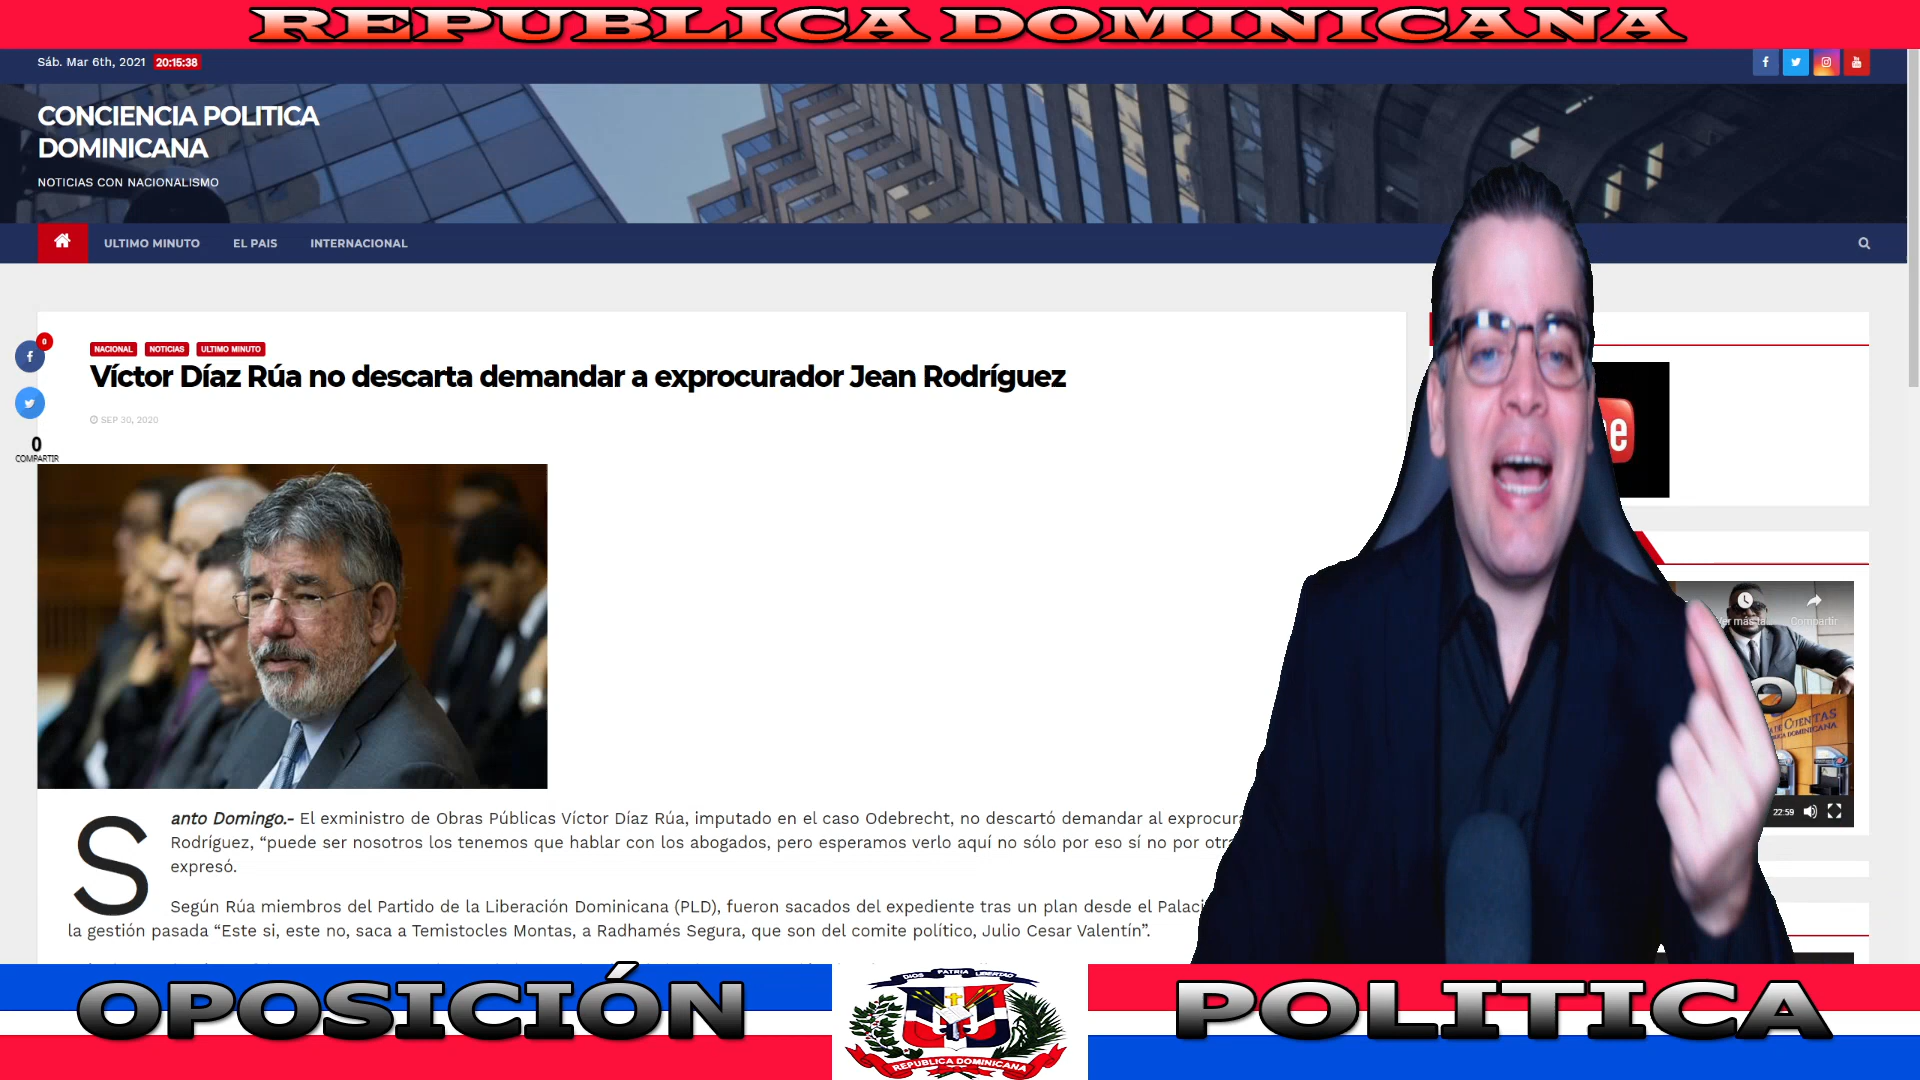 REPUBLICA DOMINICANA
Sáb. Mar 6th, 2021 20:15:38
CONCIENCIA POLITICA
DOMINICANA
NOTICIAS CON NACIONALISMO
ULTIMO MINUTO EL PAIS INTERNACIONAL
0
NACIONAL NOTICIAS ULTIMO MINUTO
Víctor Díaz Rúa no descarta demandar a exprocurador Jean Rodríguez
SEP 30, 2020
0
COMPARTIR
Compartir
22:59
Santo Domingo.- El exministro de Obras Públicas Víctor Díaz Rúa, imputado en el caso Odebrecht, no descartó demandar al
Rodríguez, “puede ser nosotros los tenemos que hablar con los abogados, pero esperamos verlo aquí no sólo por eso sí no por
expresó.
Según Rúa miembros del Partido de la Liberación Dominicana (PLD), fueron sacados del expediente tras un plan desde el
la gestión pasada “Este si, este no, saca a Temistocles Montas, a Radhamés Segura, que son del comite político, Julio Cesar Valentín”.
DIOS PATRIA LIBERTAD
REPUBLICA DOMINICANA
OPOSICIÓN POLITICA